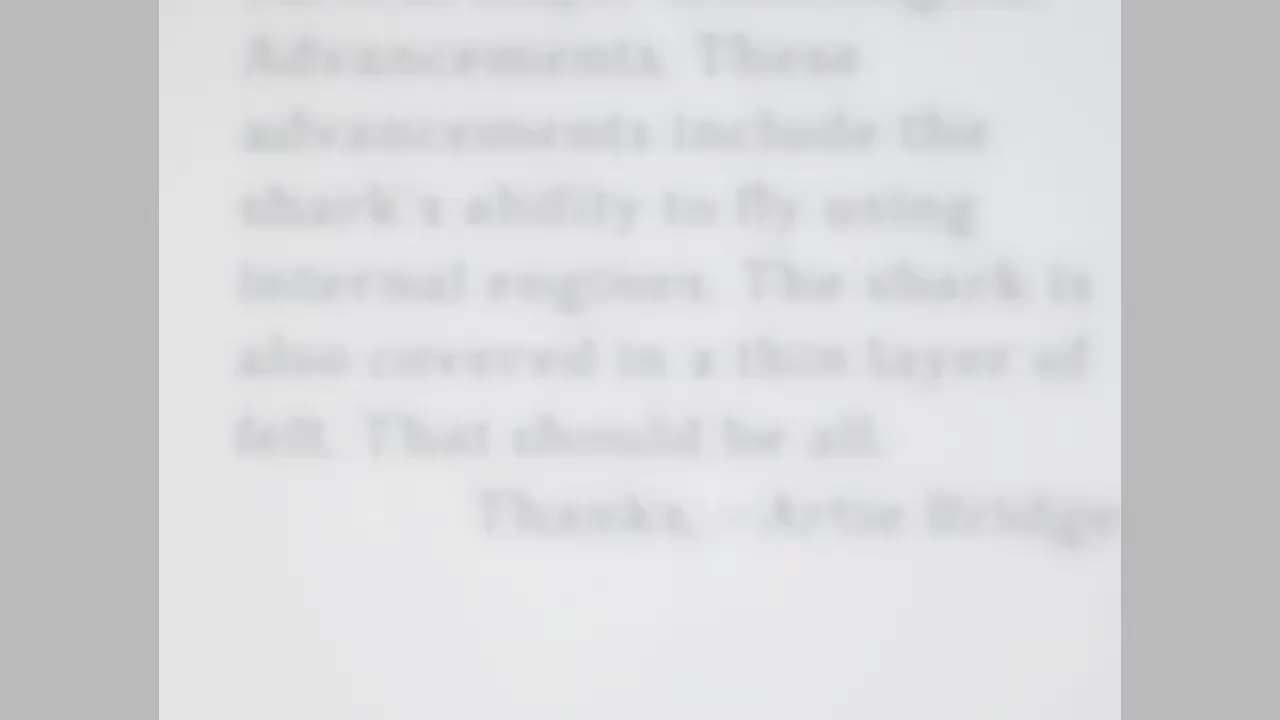 Advancements. These
advancements include the
shark's ability to fly using
internal engines. The shark is
also covered in a thin layer of
felt. That should be all.
Thanks, -Artie Bridge